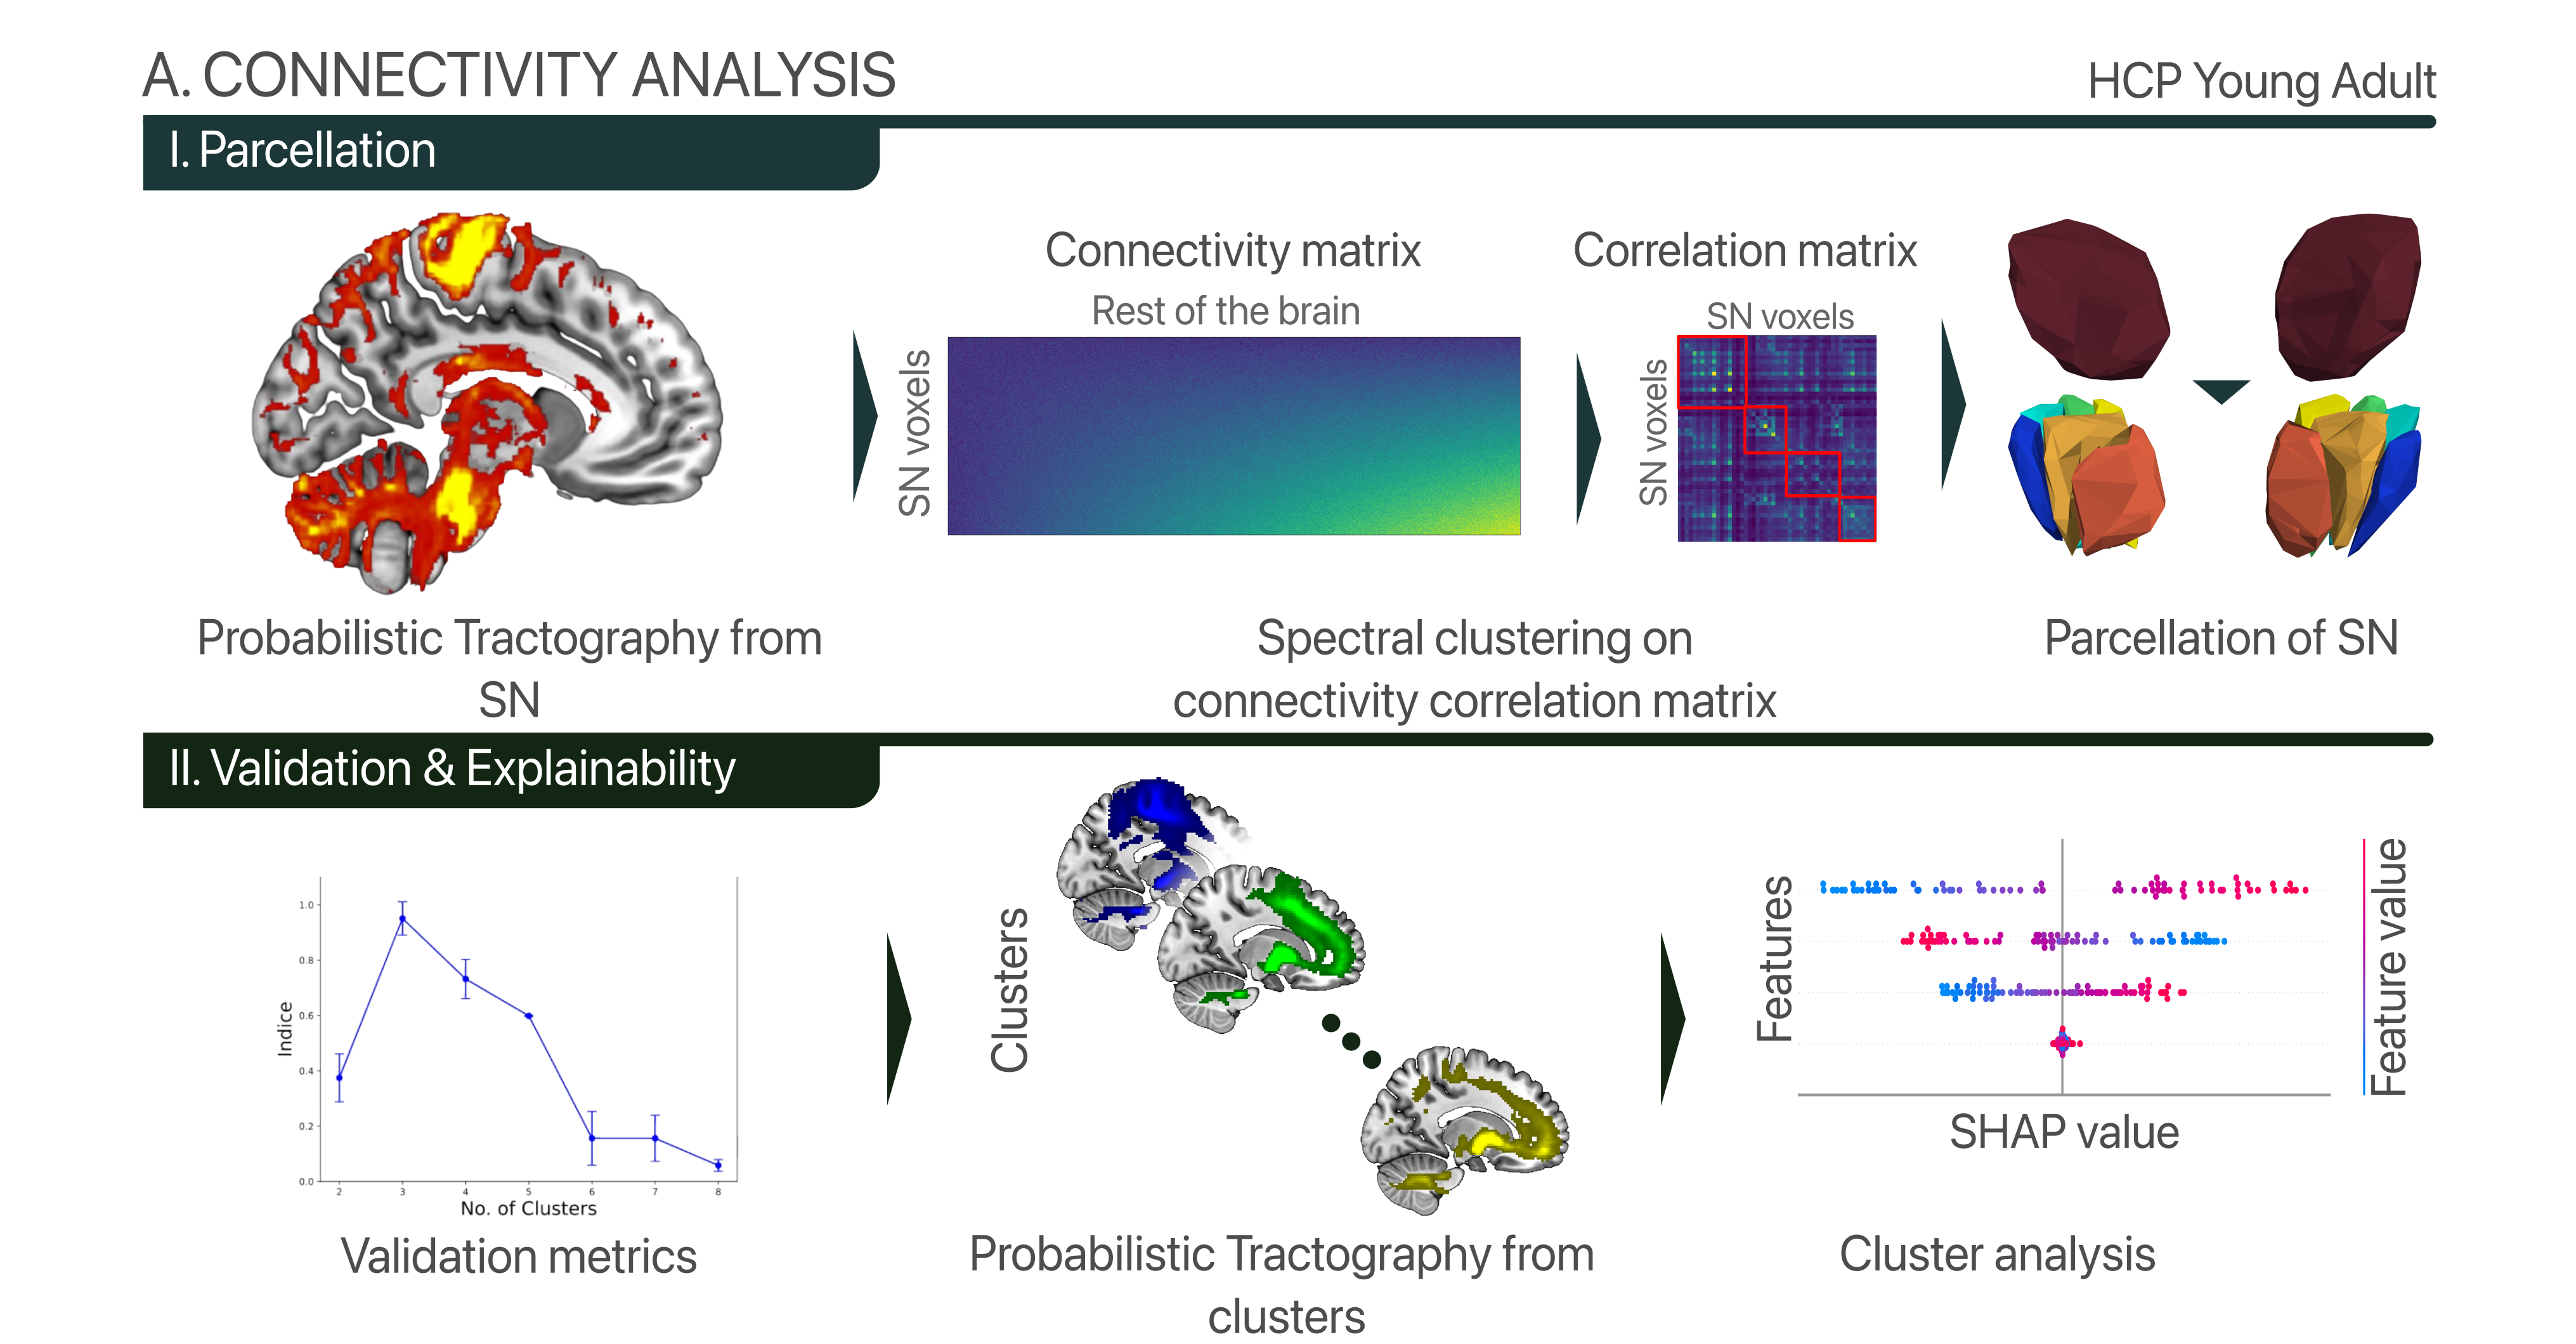 A. CONNECTIVITY ANALYSIS
HCP Young Adult
I. Parcellation
Connectivity matrix
Rest of the brain
SN voxels
Correlation matrix
SN voxels
SN voxels
Probabilistic Tractography from
SN
Spectral clustering on
connectivity correlation matrix
Parcellation of SN
II. Validation & Explainability
Indice
1.0
0.8
0.6
0.4
0.2
0.0
2 3 4 5 6 7 8
No. of Clusters
Validation metrics
Clusters
Probabilistic Tractography from
clusters
Features
SHAP value
Feature value
Cluster analysis